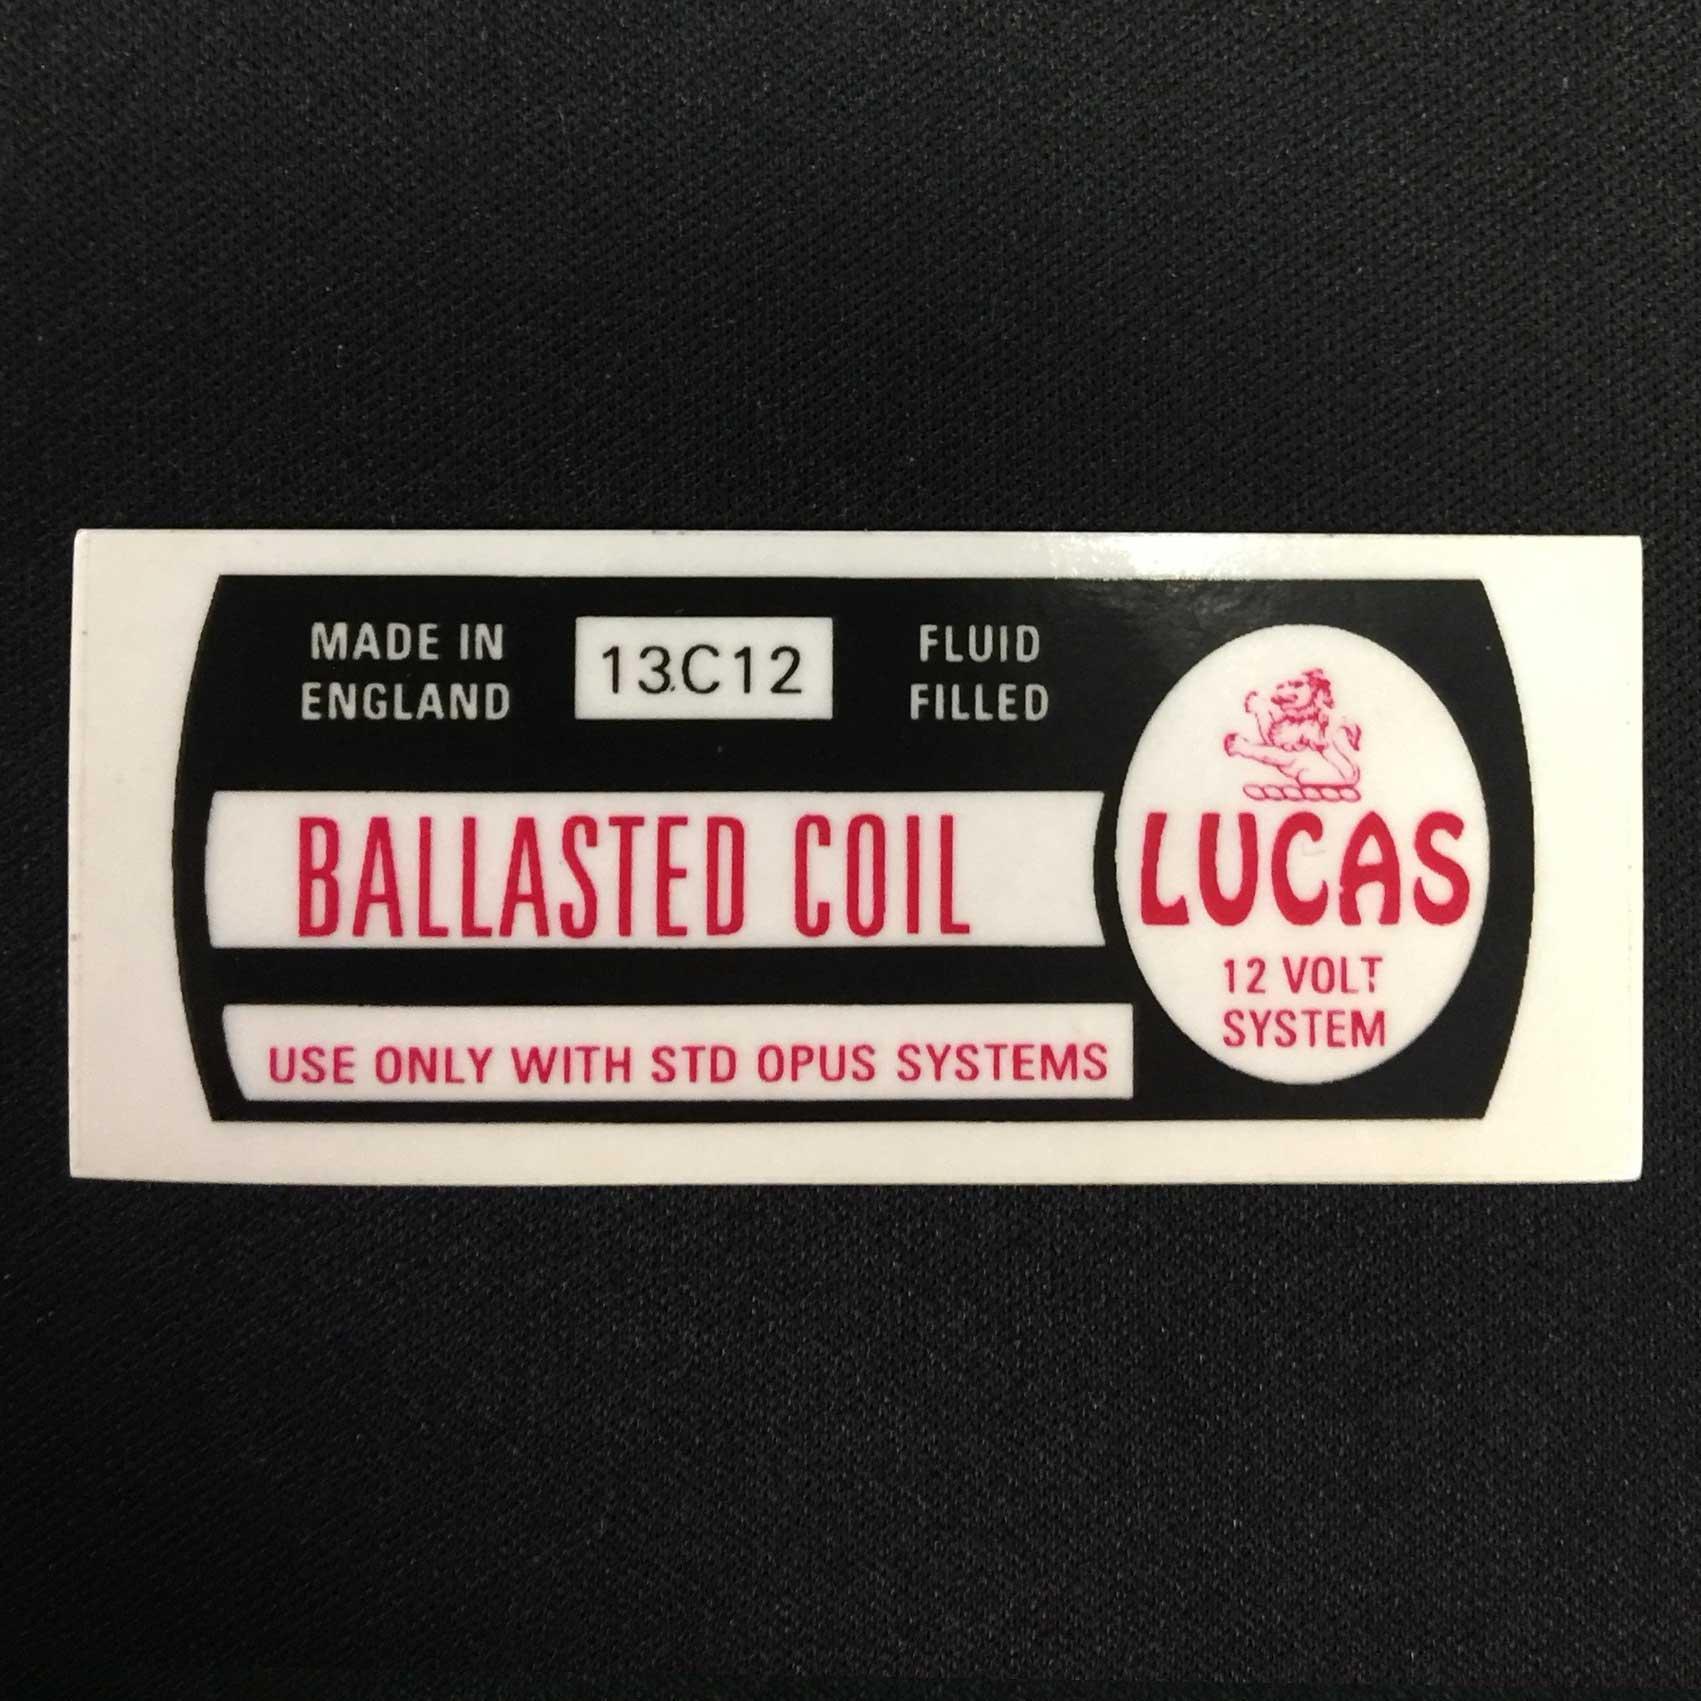 MADE IN
ENGLAND
13C12
FLUID
FILLED
BALLASTED COIL
USE ONLY WITH STD OPUS SYSTEMS
LUCAS
12 VOLT
SYSTEM